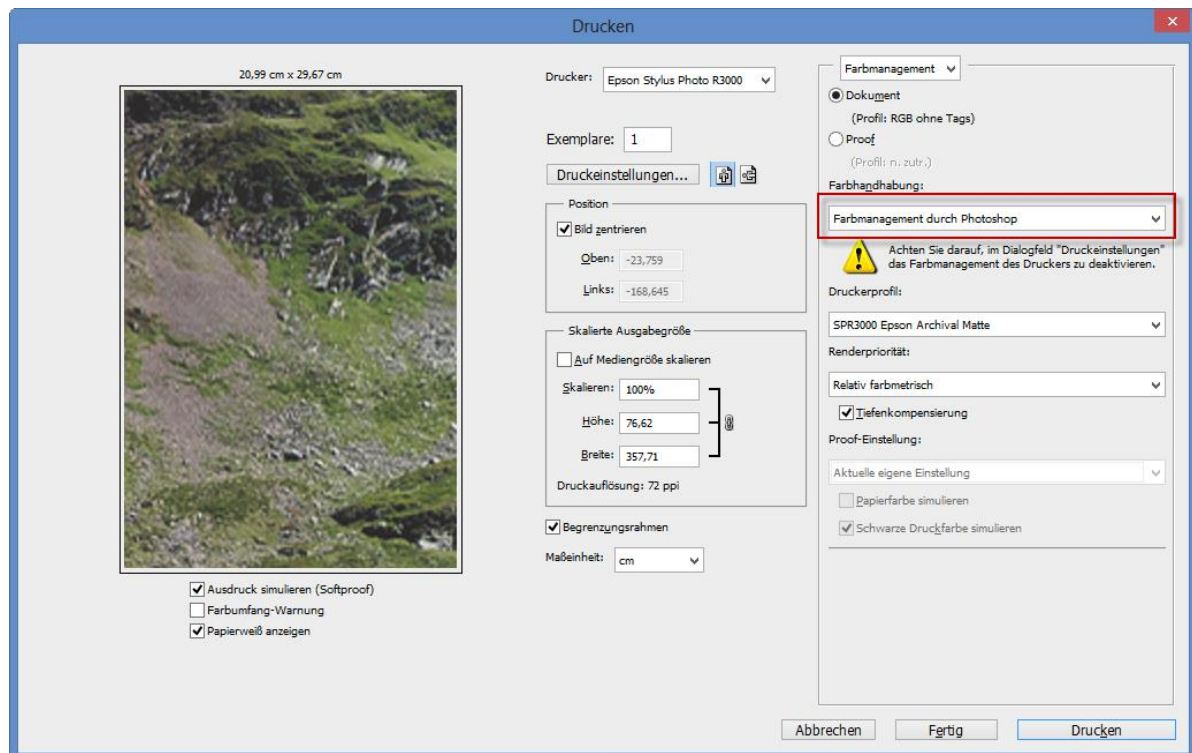 Drucken
20,99 cm x 29,67 cm
Ausdruck simulieren (Softproof)
Farbumfang-Warnung
Papierweiß anzeigen
Drucker: Epson Stylus Photo R3000
Exemplare: 1
Druckeinstellungen...
Position
Bild zentrieren
Oben: -23,759
Links: -168,645
Skalierte Ausgabegröße
Auf Mediengröße skalieren
Skalieren: 100%
Höhe: 76,62
Breite: 357,71
Druckauflösung: 72 ppi
Begrenzungsrahmen
Maßeinheit: cm
Farbmanagement
Dokument
(Profil: RGB ohne Tags)
Proof
(Profil: n. zutr.)
Farbhandhabung:
Farbmanagement durch Photoshop
Achten Sie darauf, im Dialogfeld "Druckeinstellungen"
das Farbmanagement des Druckers zu deaktivieren.
Druckerprofil:
SPR3000 Epson Archival Matte
Renderpriorität:
Relativ farbmetrisch
Tiefenkompensierung
Proof-Einstellung:
Aktuelle eigene Einstellung
Papierfarbe simulieren
Schwarze Druckfarbe simulieren
Abbrechen
Fertig
Drucken